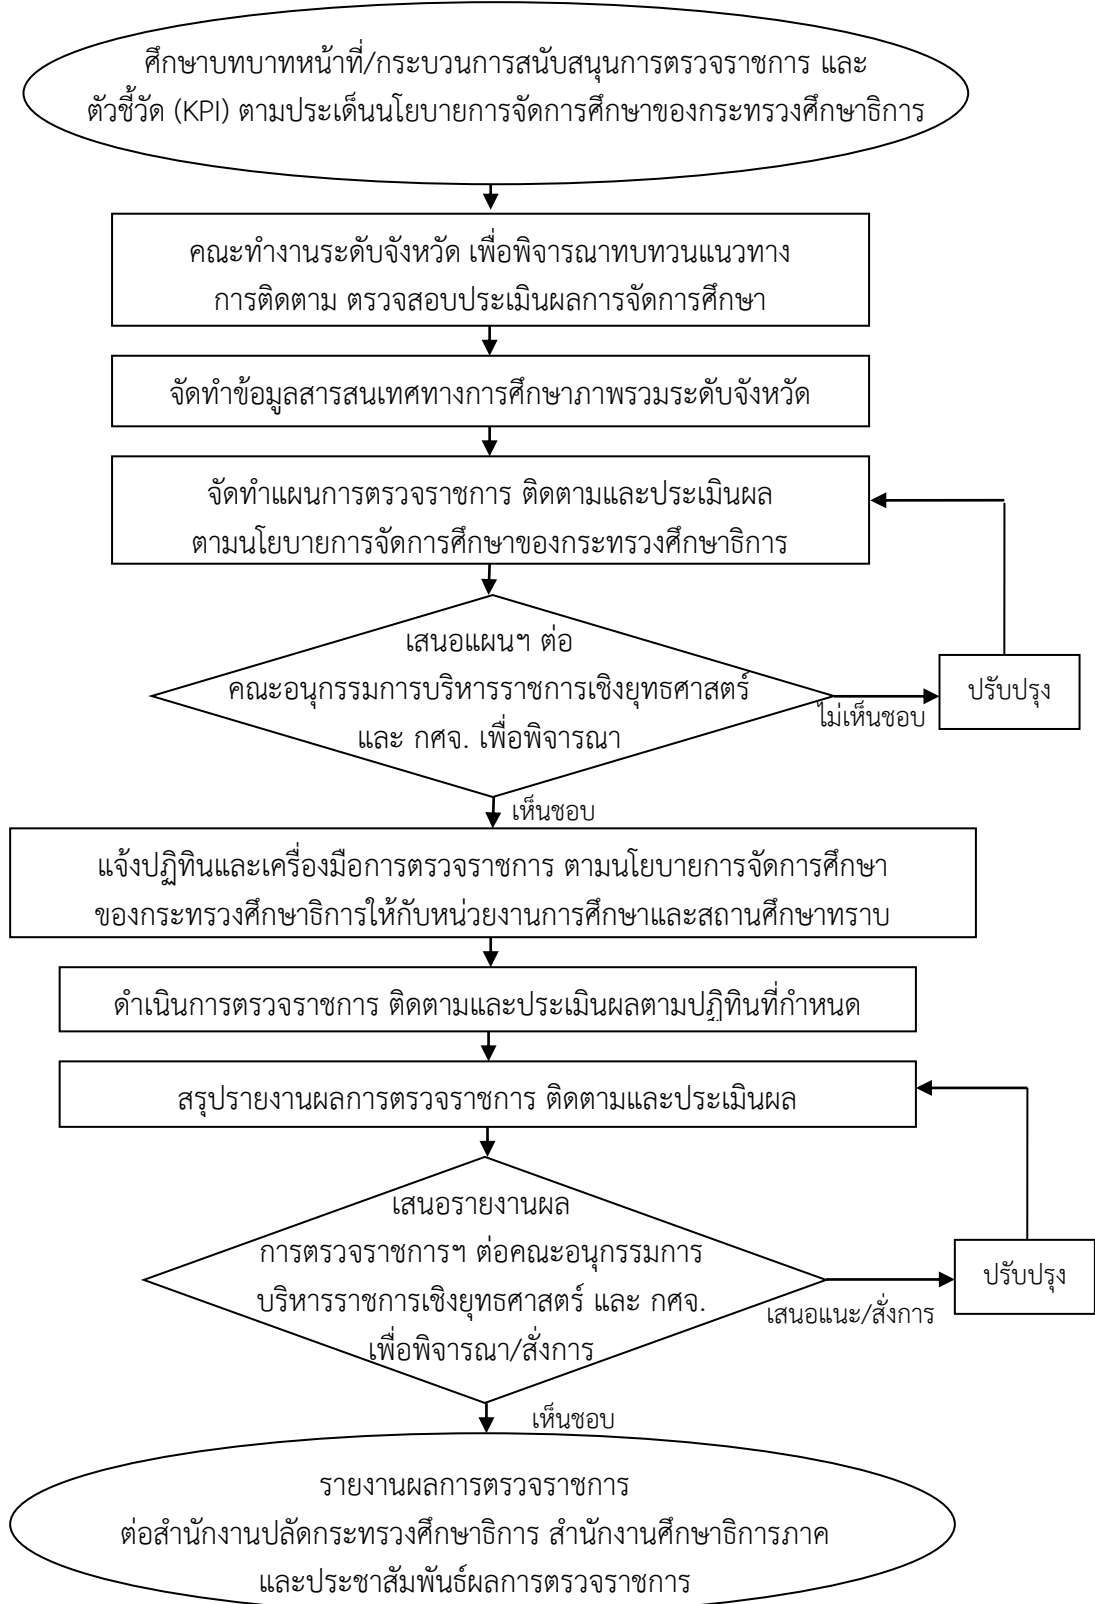 ศึกษาบทบาทหน้าที่/กระบวนการสนับสนุนการตรวจราชการ และ
ตัวชี้วัด (KPI) ตามประเด็นนโยบายการจัดการศึกษาของกระทรวงศึกษาธิการ
คณะทำงานระดับจังหวัด เพื่อพิจารณาทบทวนแนวทาง
การติดตาม ตรวจสอบประเมินผลการจัดการศึกษา
จัดทำข้อมูลสารสนเทศทางการศึกษาภาพรวมระดับจังหวัด
จัดทำแผนการตรวจราชการ ติดตามและประเมินผล
ตามนโยบายการจัดการศึกษาของกระทรวงศึกษาธิการ
เสนอแผนฯ ต่อ
คณะอนุกรรมการบริหารราชการเชิงยุทธศาสตร์
และ กศจ. เพื่อพิจารณา
ไม่เห็นชอบ
ปรับปรุง
เห็นชอบ
แจ้งปฏิทินและเครื่องมือการตรวจราชการ ตามนโยบายการจัดการศึกษา
ของกระทรวงศึกษาธิการให้กับหน่วยงานการศึกษาและสถานศึกษาทราบ
ดำเนินการตรวจราชการ ติดตามและประเมินผลตามปฏิทินที่กำหนด
สรุปรายงานผลการตรวจราชการ ติดตามและประเมินผล
เสนอรายงานผล
การตรวจราชการฯ ต่อคณะอนุกรรมการ
บริหารราชการเชิงยุทธศาสตร์ และ กศจ.
เพื่อพิจารณา/สั่งการ
เสนอแนะ/สั่งการ
ปรับปรุง
เห็นชอบ
รายงานผลการตรวจราชการ
ต่อสำนักงานปลัดกระทรวงศึกษาธิการ สำนักงานศึกษาธิการภาค
และประชาสัมพันธ์ผลการตรวจราชการ